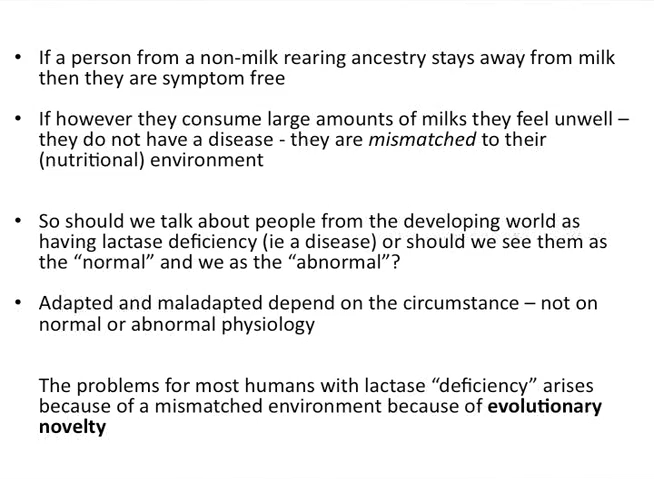 • If a person from a non-milk rearing ancestry stays away from milk
then they are symptom free
• If however they consume large amounts of milks they feel unwell –
they do not have a disease - they are mismatched to their
(nutritional) environment
• So should we talk about people from the developing world as
having lactase deficiency (ie a disease) or should we see them as
the “normal” and we as the “abnormal”?
• Adapted and maladapted depend on the circumstance – not on
normal or abnormal physiology
The problems for most humans with lactase “deficiency” arises
because of a mismatched environment because of evolutionary
novelty